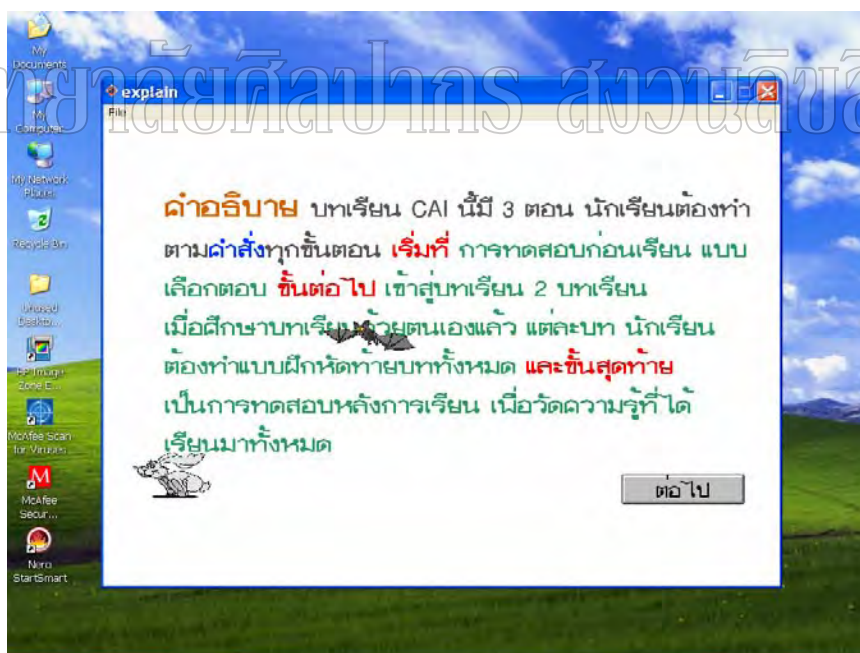 My
Documents
ทยาลัยศิลปากร สงวนลิขสิ
explain
File
My
Computer
My Network
Places
Recycle Bin
Unused
Deskto...
HP Image
Zone E...
McAfee Scan
for Viruses
McAfee
Secur...
Nero
StartSmart
คำอธิบาย บทเรียน CAI นี้มี 3 ตอน นักเรียนต้องทำ
ตามคำสั่งทุกขั้นตอน เริ่มที่ การทดสอบก่อนเรียน แบบ
เลือกตอบ ขั้นต่อไป เข้าสู่บทเรียน 2 บทเรียน
เมื่อศึกษาบทเรียนด้วยตนเองแล้ว แต่ละบท นักเรียน
ต้องทำแบบฝึกหัดท้ายบททั้งหมด และขั้นสุดท้าย
เป็นการทดสอบหลังการเรียน เพื่อวัดความรู้ที่ได้
เรียนมาทั้งหมด
ต่อไป